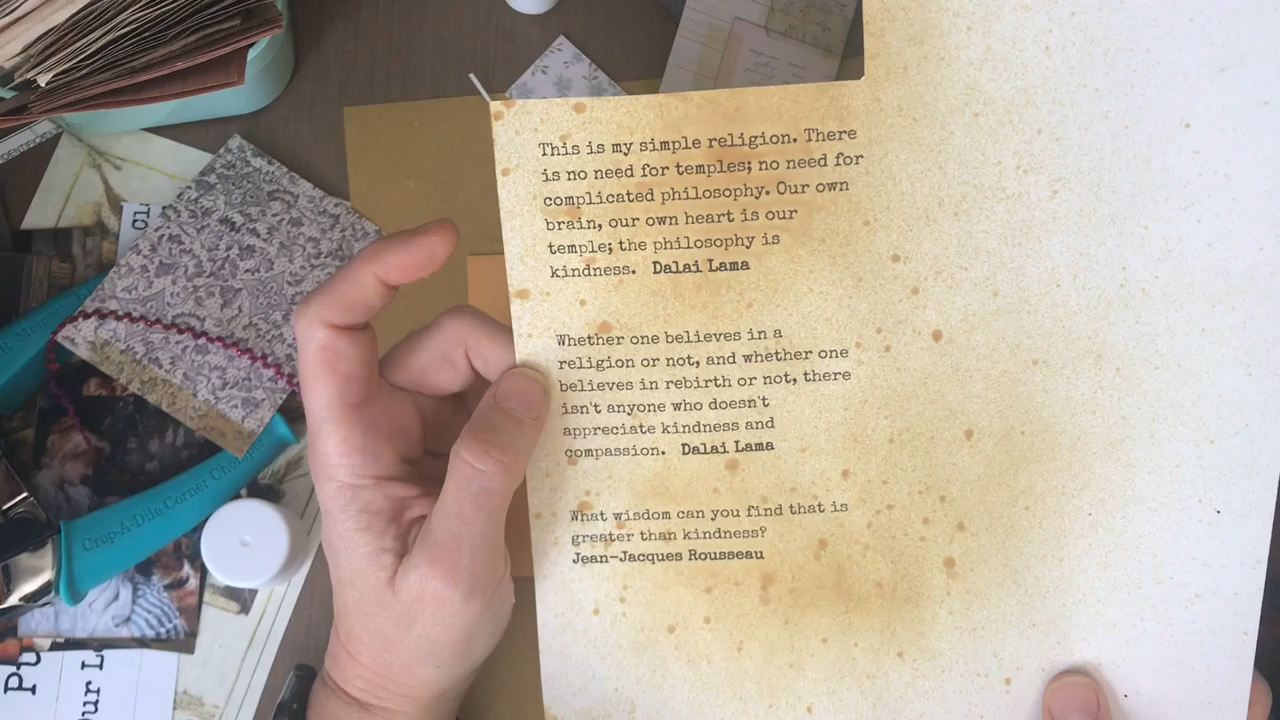 This is my simple religion. There
is no need for temples; no need for
complicated philosophy. Our own
brain, our own heart is our
temple; the philosophy is
kindness. Dalai Lama
Whether one believes in a
religion or not, and whether one
believes in rebirth or not, there
isn't anyone who doesn't
appreciate kindness and
compassion. Dalai Lama
What wisdom can you find that is
greater than kindness?
Jean-Jacques Rousseau
Crop-A-Dile Corner Chomper